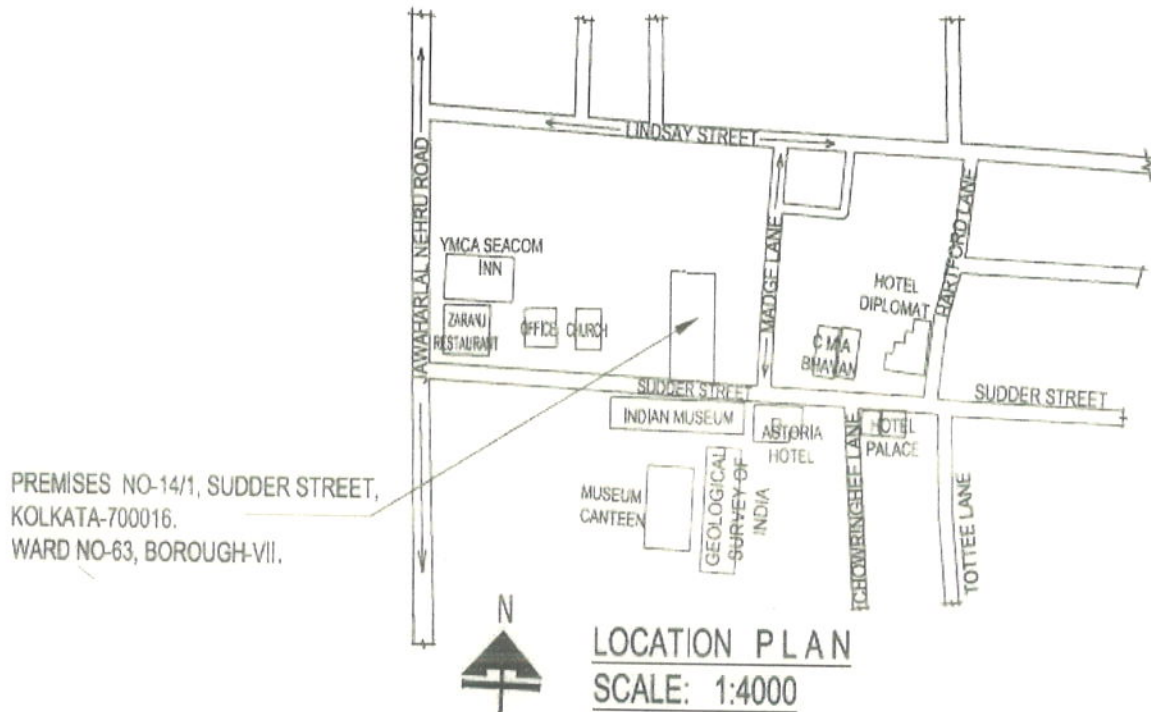 LINDSAY STREET
JAWAHARLAL NEHRU ROAD
MADGE LANE
HARTFORD LANE
YMCA SEACOM
INN
HOTEL
DIPLOMAT
ZARANJ
RESTAURANT
OFFICE
CHURCH
C MA
BHAVAN
SUDDER STREET
SUDDER STREET
INDIAN MUSEUM
ASTORIA
HOTEL
HOTEL
PALACE
PREMISES NO-14/1, SUDDER STREET,
KOLKATA-700016.
WARD NO-63, BOROUGH-VII.
MUSEUM
CANTEEN
GEOLOGICAL
SURVEY OF
INDIA
CHOWRINGHEE LANE
TOTTEE LANE
N
LOCATION PLAN
SCALE: 1:4000